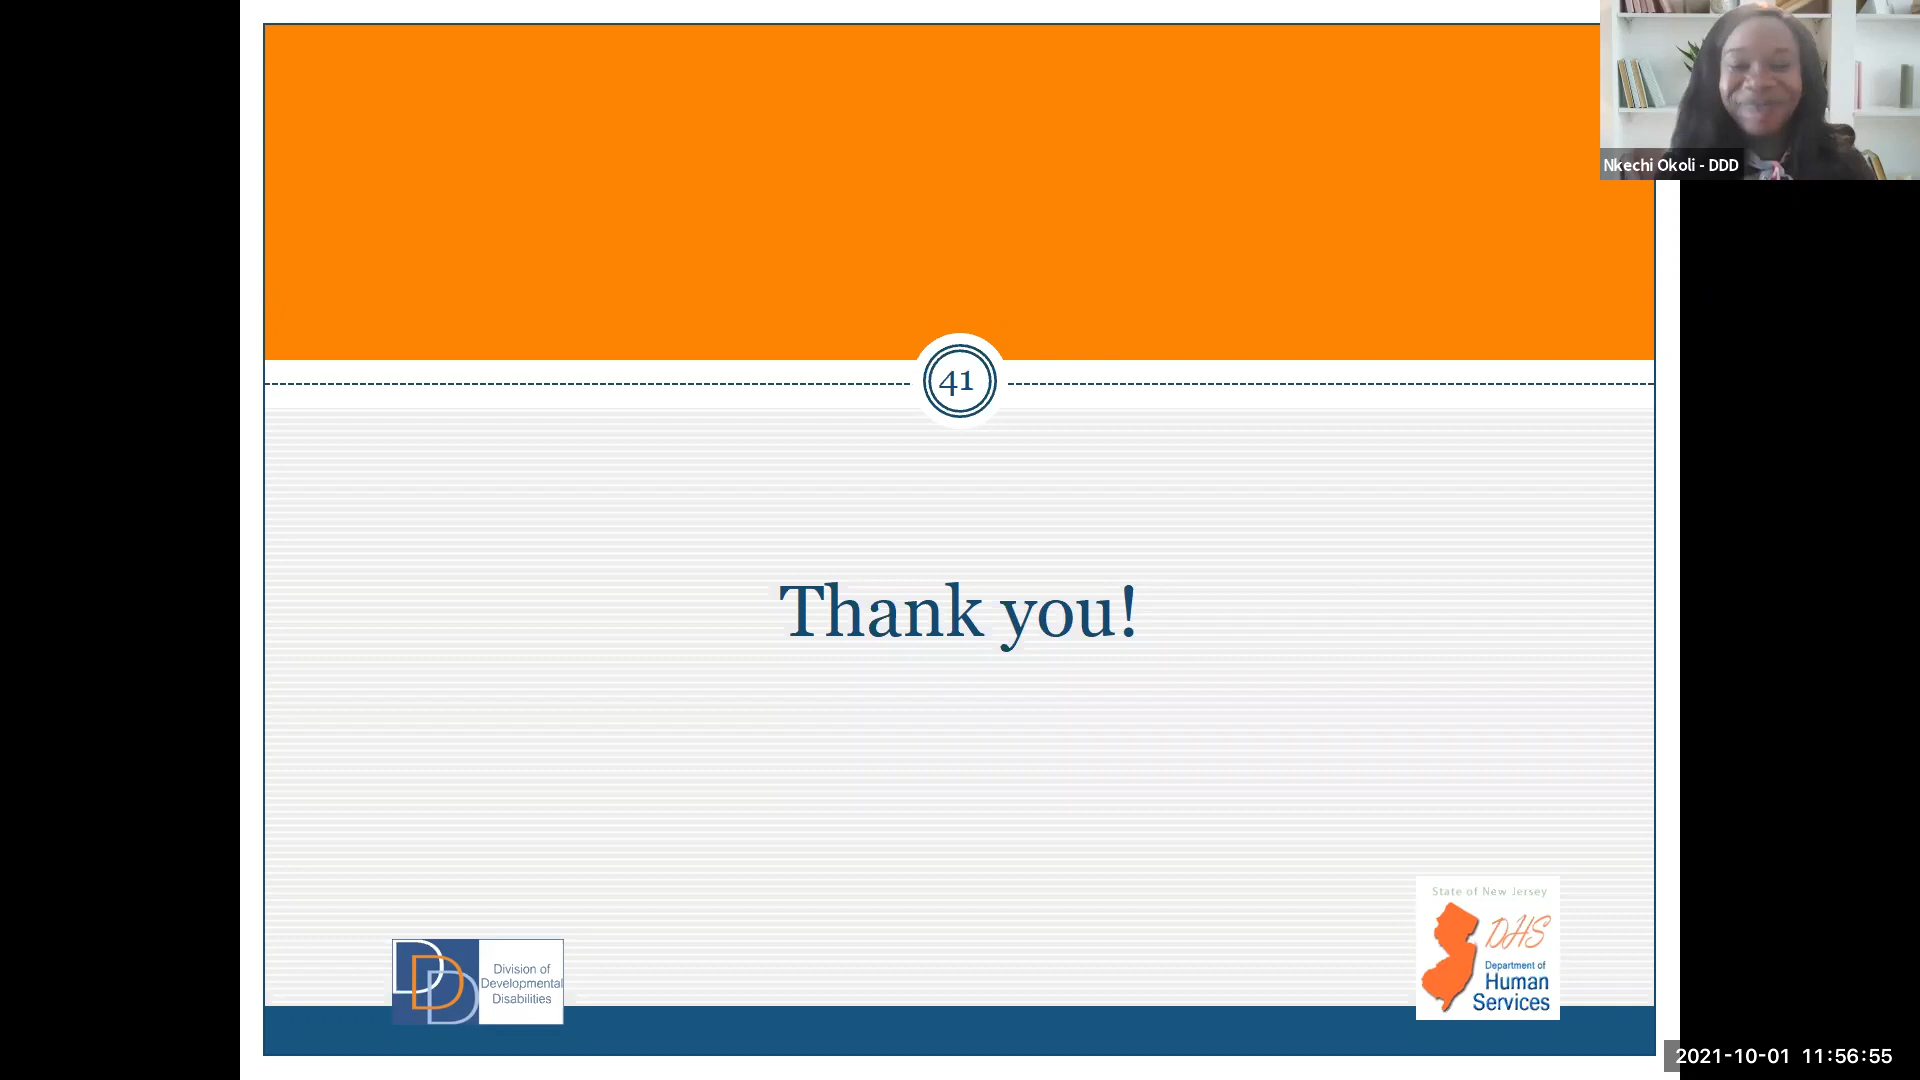 Nkechi Okoli - DDD
41
Thank you!
DDD
Division of
Developmental
Disabilities
State of New Jersey
DHS
Department of
Human
Services
2021-10-01 11:56:55